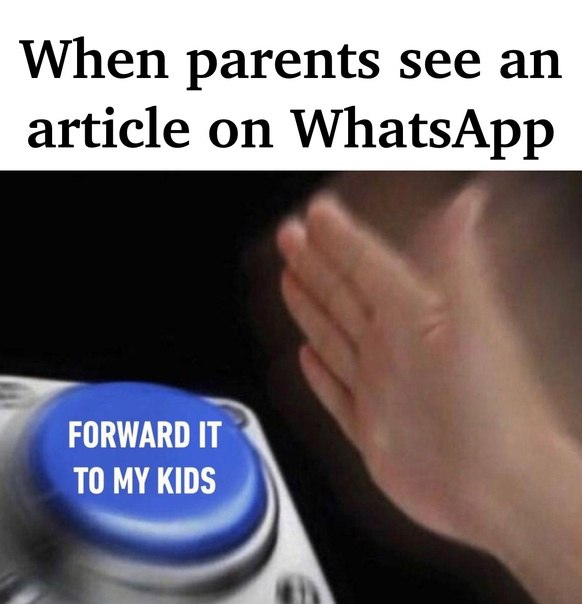 When parents see an
article on WhatsApp
FORWARD IT
TO MY KIDS